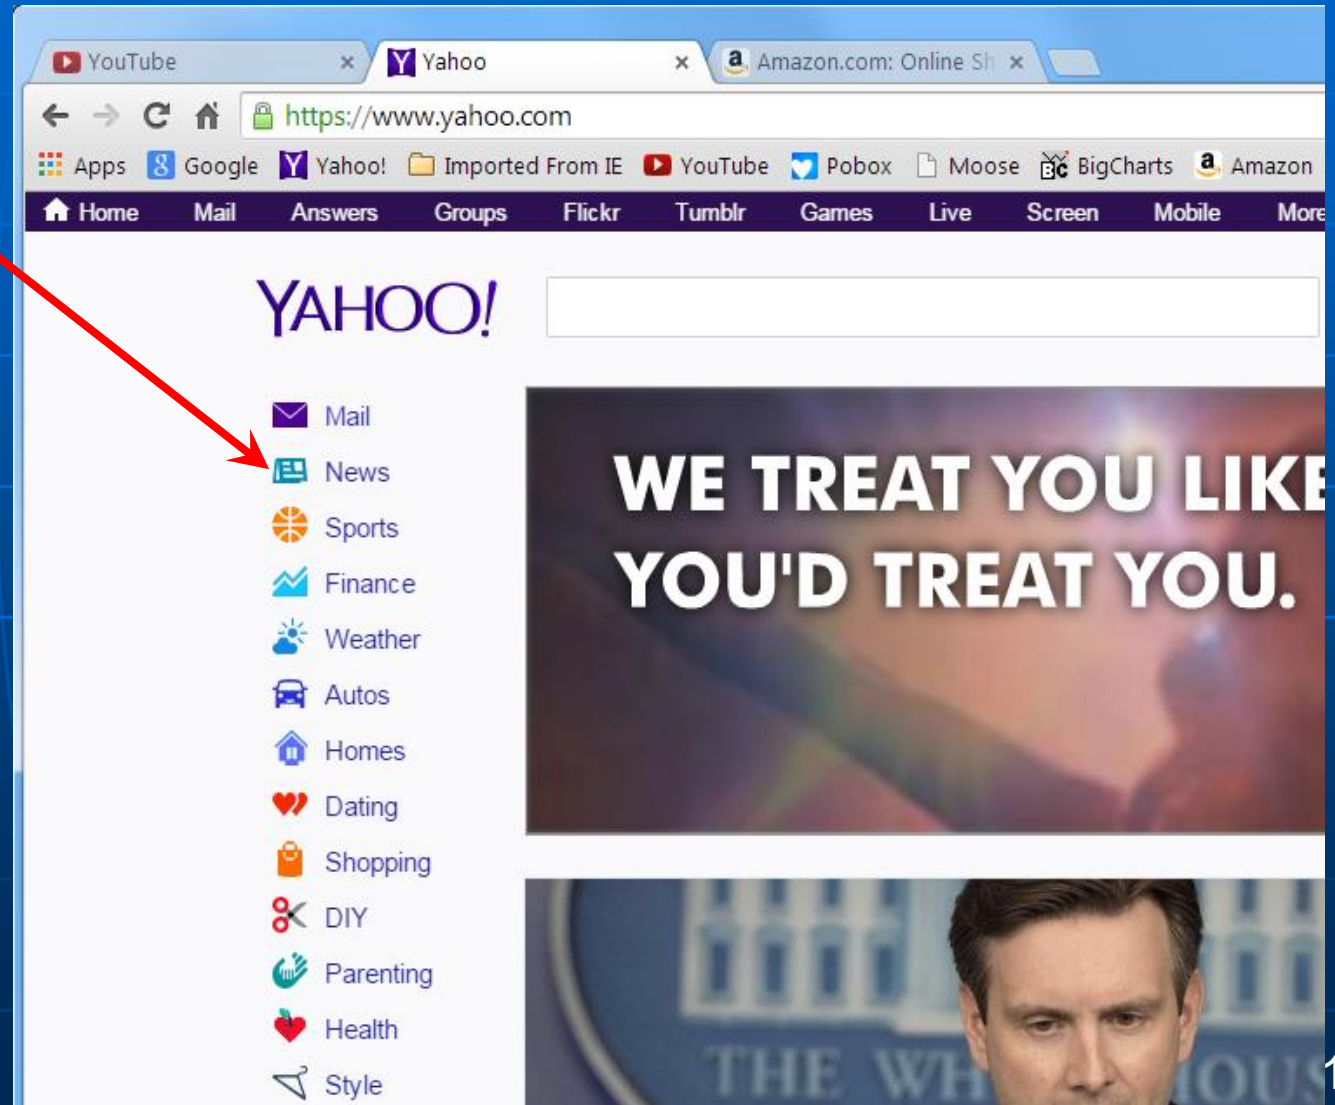 YouTube Yahoo Amazon.com: Online Sh
https://www.yahoo.com
Apps Google Yahoo! Imported From IE YouTube Pobox Moose BigCharts Amazon
Home Mail Answers Groups Flickr Tumblr Games Live Screen Mobile More
YAHOO!
Mail
News
Sports
Finance
Weather
Autos
Homes
Dating
Shopping
DIY
Parenting
Health
Style
WE TREAT YOU LIKE
YOU'D TREAT YOU.
THE WH OUS
1